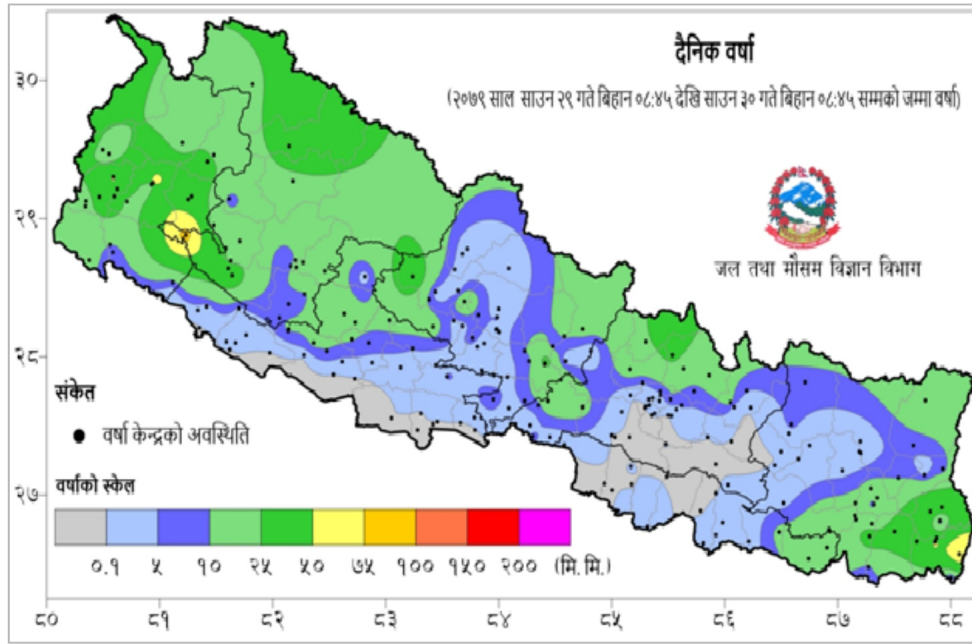 दैनिक वर्षा
(२०७९ साल साउन २९ गते बिहान ०८:४५ देखि साउन ३० गते बिहान ०८:४५ सम्मको जम्मा वर्षा)
जल तथा मौसम विज्ञान विभाग
३०
२९
२८
२७
संकेत
वर्षा केन्द्रको अवस्थिति
वर्षाको स्केल
०.१ ५ १० २५ ५० ७५ १०० १५० २०० (मि.मि.)
८० ८१ ८२ ८३ ८४ ८५ ८६ ८७ ८८